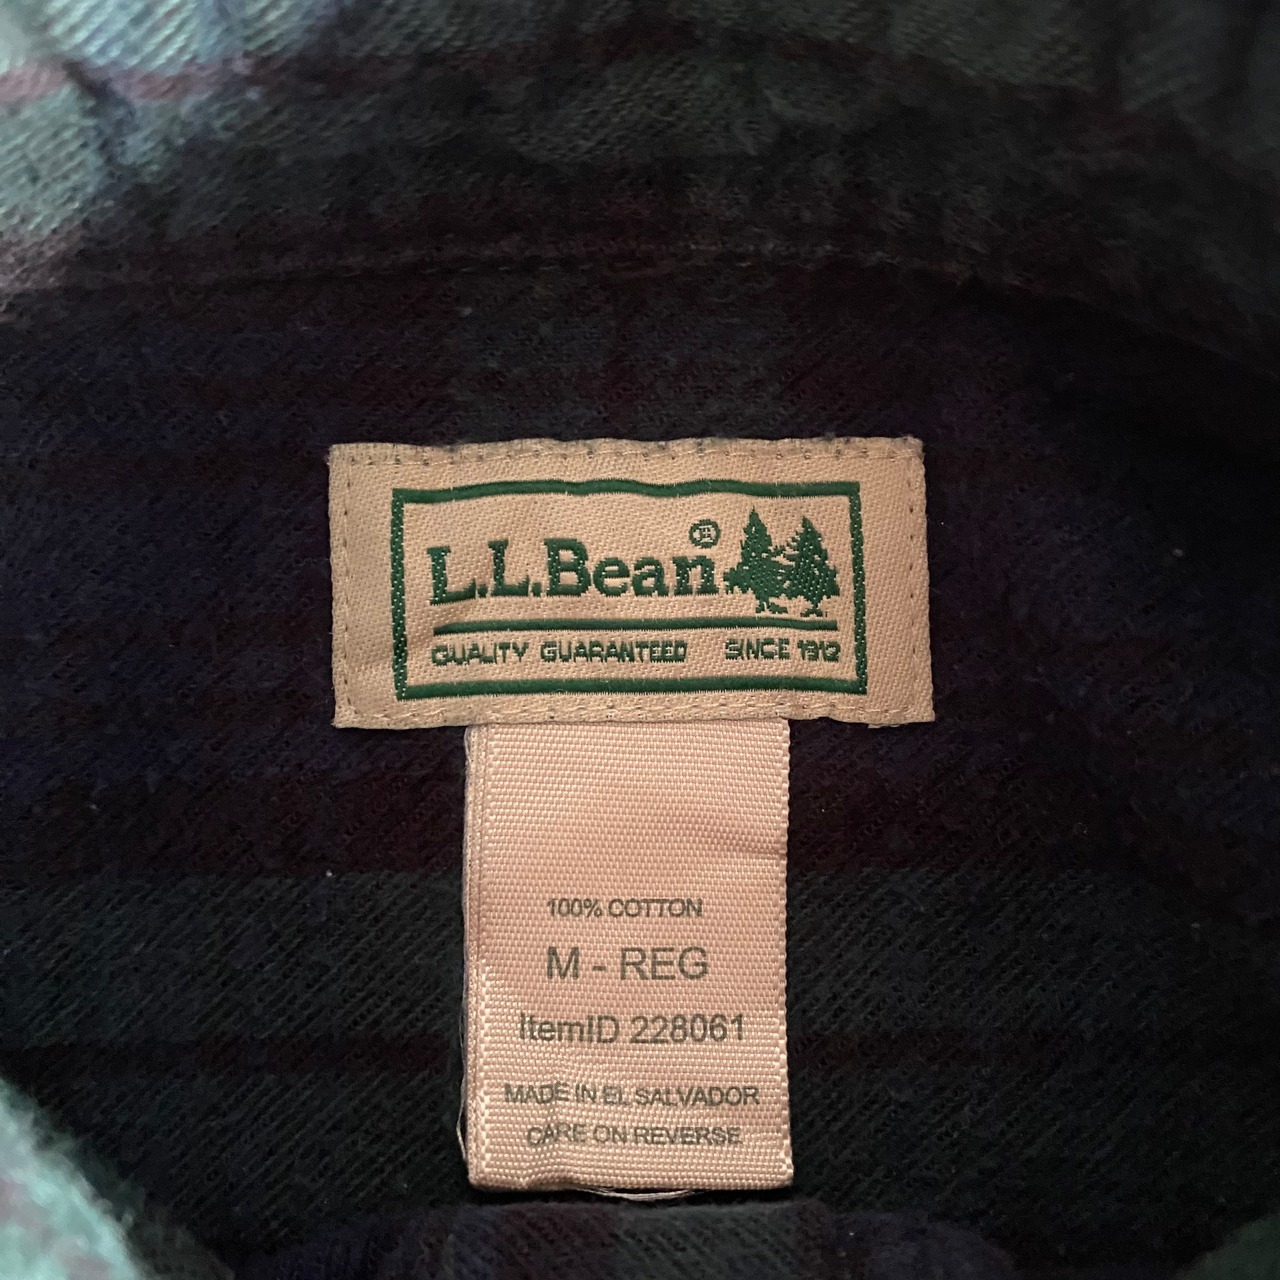 L.L.Bean®
QUALITY GUARANTEED SINCE 1912
100% COTTON
M - REG
ItemID 228061
MADE IN EL SALVADOR
CARE ON REVERSE